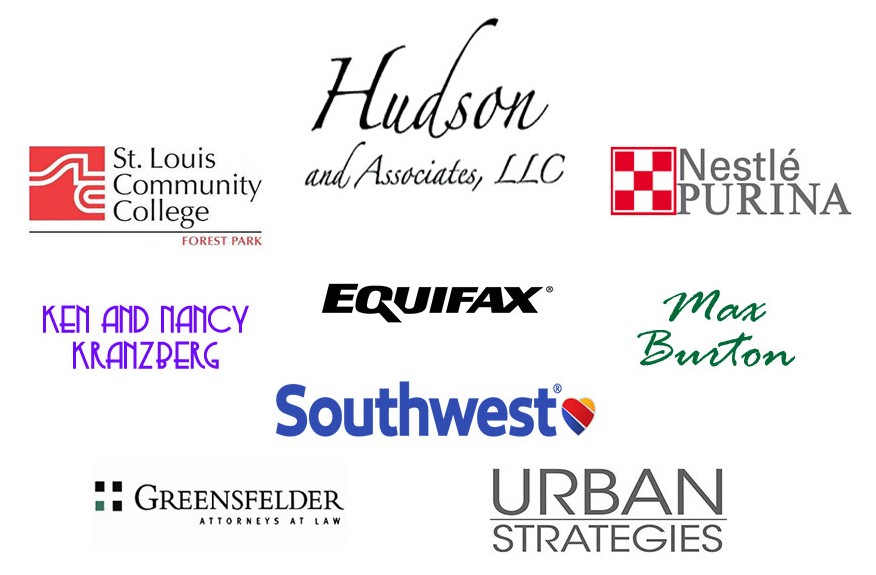 Hudson
and Associates, LLC
St. Louis
Community
College
FOREST PARK
Nestlé
PURINA
EQUIFAX®
KEN AND NANCY
KRANZBERG
Max
Burton
Southwest®
GREENSFELDER
ATTORNEYS AT LAW
URBAN
STRATEGIES